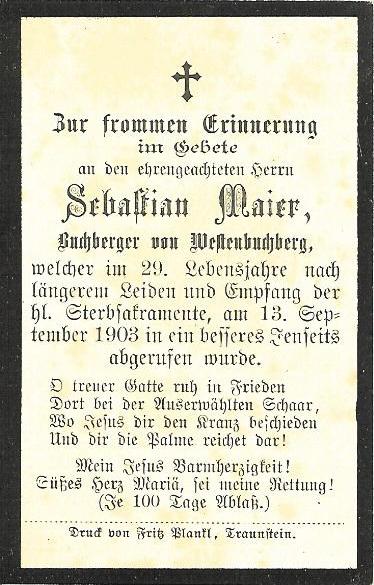 Zur frommen Erinnerung
im Gebete
an den ehrengeachteten Herrn
Sebastian Maier,
Buchberger von Westenbuchberg,
welcher im 29. Lebensjahre nach
längerem Leiden und Empfang der
hl. Sterbsakramente, am 13. Sep-
tember 1903 in ein besseres Jenseits
abgerufen wurde.
O treuer Gatte ruh in Frieden
Dort bei der Auserwählten Schaar,
Wo Jesus dir den Kranz beschieden
Und dir die Palme reichet dar!
Mein Jesus Barmherzigkeit!
Süßes Herz Mariä, sei meine Rettung!
(Je 100 Tage Ablaß.)
Druck von Fritz Plankl, Traunstein.